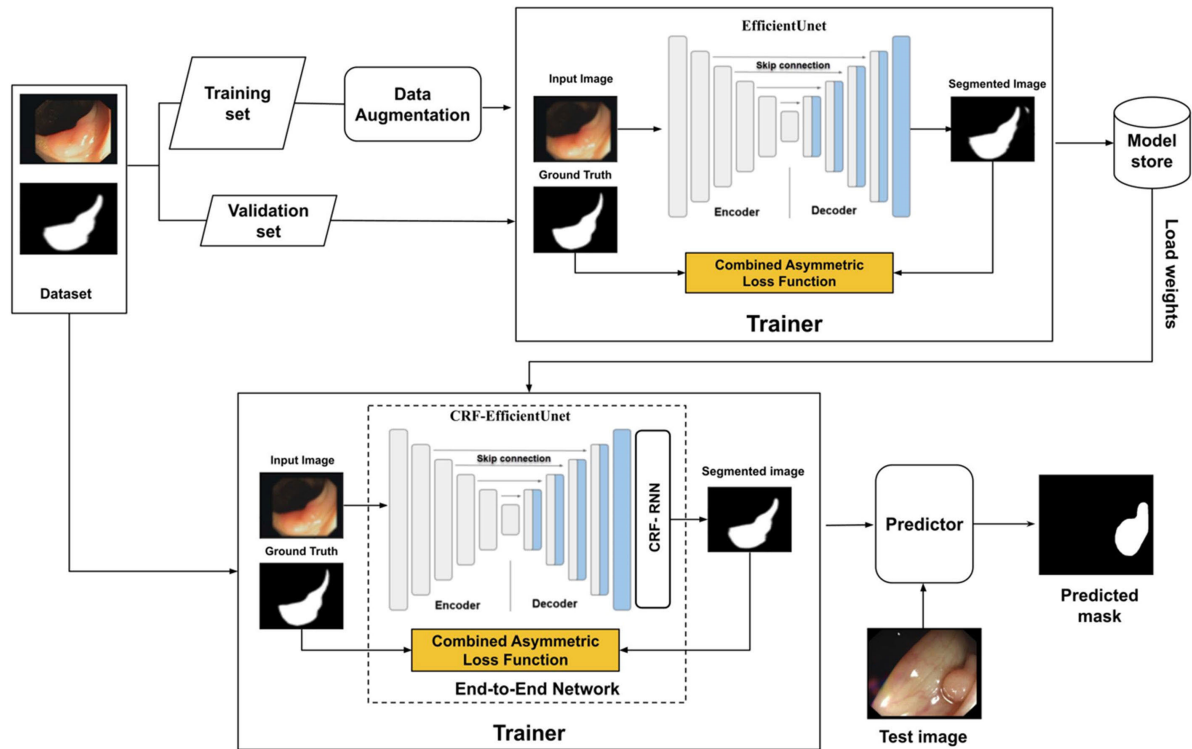 EfficientUnet
Training
set
Data
Augmentation
Input Image
Skip connection
Segmented Image
Ground Truth
Model
store
Validation
set
Encoder
Decoder
Dataset
Combined Asymmetric
Loss Function
Trainer
Load weights
CRF-EfficientUnet
Input Image
Skip connection
Segmented image
Ground Truth
CRF- RNN
Predictor
Encoder
Decoder
Predicted
mask
Combined Asymmetric
Loss Function
End-to-End Network
Trainer
Test image